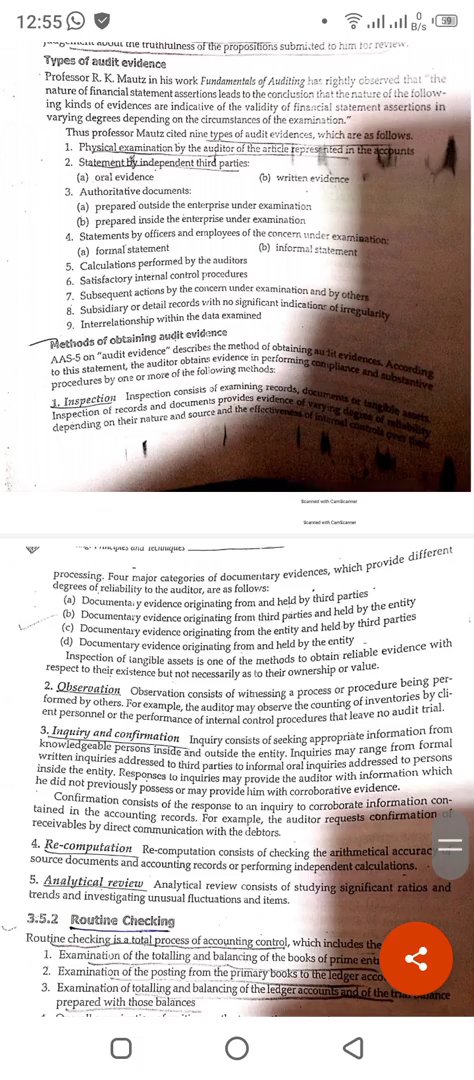 12:55
0
B/s
59
judgement about the truthfulness of the propositions submitted to him for review.
Types of audit evidence
Professor R. K. Mautz in his work Fundamentals of Auditing has rightly observed that "the
nature of financial statement assertions leads to the conclusion that the nature of the follow-
ing kinds of evidences are indicative of the validity of financial statement assertions in
varying degrees depending on the circumstances of the examination."
Thus professor Mautz cited nine types of audit evidences, which are as follows.
1. Physical examination by the auditor of the article represented in the accounts
2. Statement by independent third parties:
(a) oral evidence (b) written evidence
3. Authoritative documents:
(a) prepared outside the enterprise under examination
(b) prepared inside the enterprise under examination
4. Statements by officers and employees of the concern under examination:
(a) formal statement (b) informal statement
5. Calculations performed by the auditors
6. Satisfactory internal control procedures
7. Subsequent actions by the concern under examination and by others
8. Subsidiary or detail records with no significant indications of irregularity
9. Interrelationship within the data examined
Methods of obtaining audit evidence
AAS-5 on "audit evidence" describes the method of obtaining audit evidences. According
to this statement, the auditor obtains evidence in performing compliance and substantive
procedures by one or more of the following methods:
1. Inspection Inspection consists of examining records, documents or tangible assets.
Inspection of records and documents provides evidence of varying degree of reliability
depending on their nature and source and the effectiveness of internal controls over their
Scanned with CamScanner
Scanned with CamScanner
Principles and Techniques
processing. Four major categories of documentary evidences, which provide different
degrees of reliability to the auditor, are as follows:
(a) Documentary evidence originating from and held by third parties
(b) Documentary evidence originating from third parties and held by the entity
(c) Documentary evidence originating from the entity and held by third parties
(d) Documentary evidence originating from and held by the entity
Inspection of tangible assets is one of the methods to obtain reliable evidence with
respect to their existence but not necessarily as to their ownership or value.
2. Observation Observation consists of witnessing a process or procedure being per-
formed by others. For example, the auditor may observe the counting of inventories by cli-
ent personnel or the performance of internal control procedures that leave no audit trial.
3. Inquiry and confirmation Inquiry consists of seeking appropriate information from
knowledgeable persons inside and outside the entity. Inquiries may range from formal
written inquiries addressed to third parties to informal oral inquiries addressed to persons
inside the entity. Responses to inquiries may provide the auditor with information which
he did not previously possess or may provide him with corroborative evidence.
Confirmation consists of the response to an inquiry to corroborate information con-
tained in the accounting records. For example, the auditor requests confirmation of
receivables by direct communication with the debtors.
4. Re-computation Re-computation consists of checking the arithmetical accurac
source documents and accounting records or performing independent calculations.
5. Analytical review Analytical review consists of studying significant ratios and
trends and investigating unusual fluctuations and items.
3.5.2 Routine Checking
Routine checking is a total process of accounting control, which includes the
1. Examination of the totalling and balancing of the books of prime ent
2. Examination of the posting from the primary books to the ledger acco
3. Examination of totalling and balancing of the ledger accounts and of the trial balance
prepared with those balances